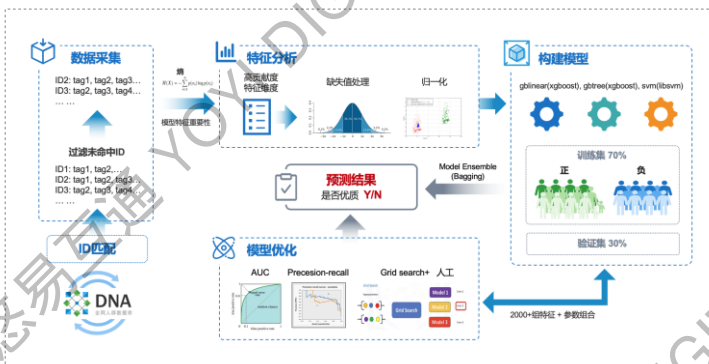 数据采集
ID2: tag1, tag2, tag3...
ID3: tag2, tag3, tag4...
... ...
过滤未命中ID
ID1: tag1, tag2,...
ID2: tag1, tag2, tag3...
ID3: tag2, tag3, tag4...
... ...
ID匹配
DNA
熵
模型特征重要性
特征分析
高贡献度
特征维度
缺失值处理
归一化
构建模型
gblinear(xgboost), gbtree(xgboost), svm(libsvm)
训练集 70%
正
负
验证集 30%
Model Ensemble
(Bagging)
预测结果
是否优质 Y/N
模型优化
AUC
Precesion-recall
Grid search+ 人工
Grid Search
Model 1
Model 2
Model 3
2000+组特征 + 参数组合
悠易互通 YOYI DIGI